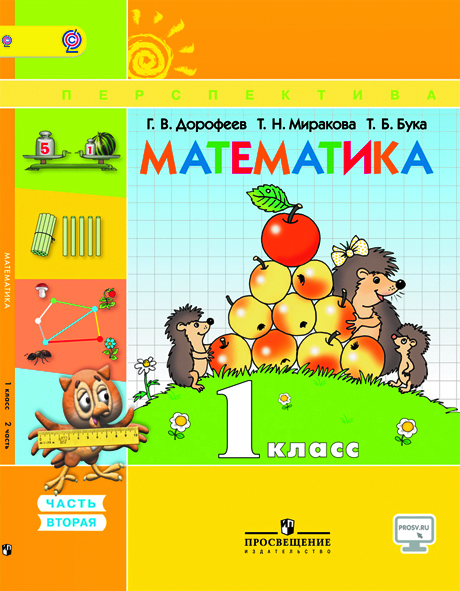 ПЕРСПЕКТИВА
Г. В. Дорофеев Т. Н. Миракова Т. Б. Бука
МАТЕМАТИКА
5 1
МАТЕМАТИКА
1 класс 2 часть
1 КЛАСС
ЧАСТЬ
ВТОРАЯ
ПРОСВЕЩЕНИЕ
ИЗДАТЕЛЬСТВО
PROSV.RU